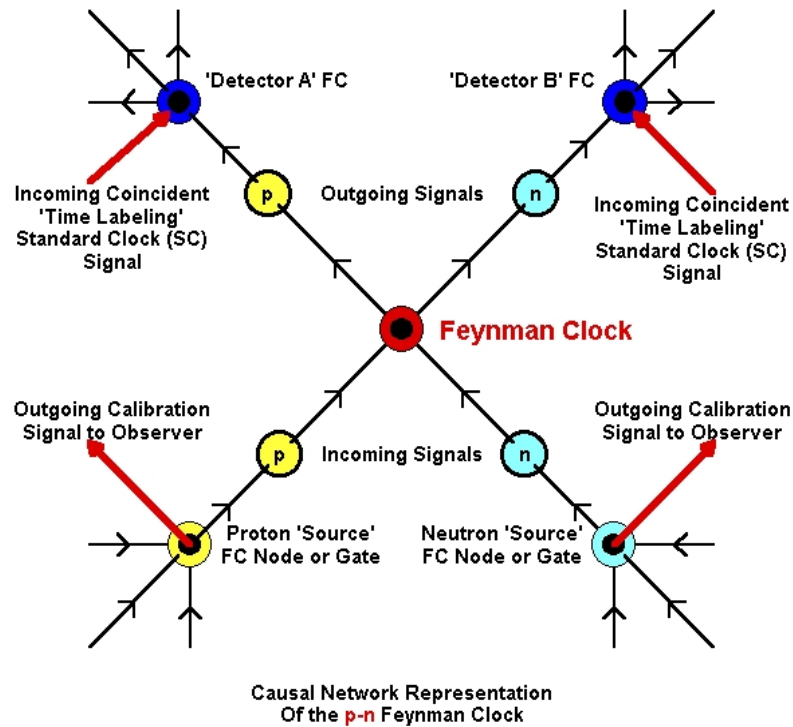 'Detector A' FC
'Detector B' FC
p
Outgoing Signals
n
Incoming Coincident
'Time Labeling'
Standard Clock (SC)
Signal
Incoming Coincident
'Time Labeling'
Standard Clock (SC)
Signal
Feynman Clock
Outgoing Calibration
Signal to Observer
Outgoing Calibration
Signal to Observer
p
Incoming Signals
n
Proton 'Source'
FC Node or Gate
Neutron 'Source'
FC Node or Gate
Causal Network Representation
Of the p-n Feynman Clock